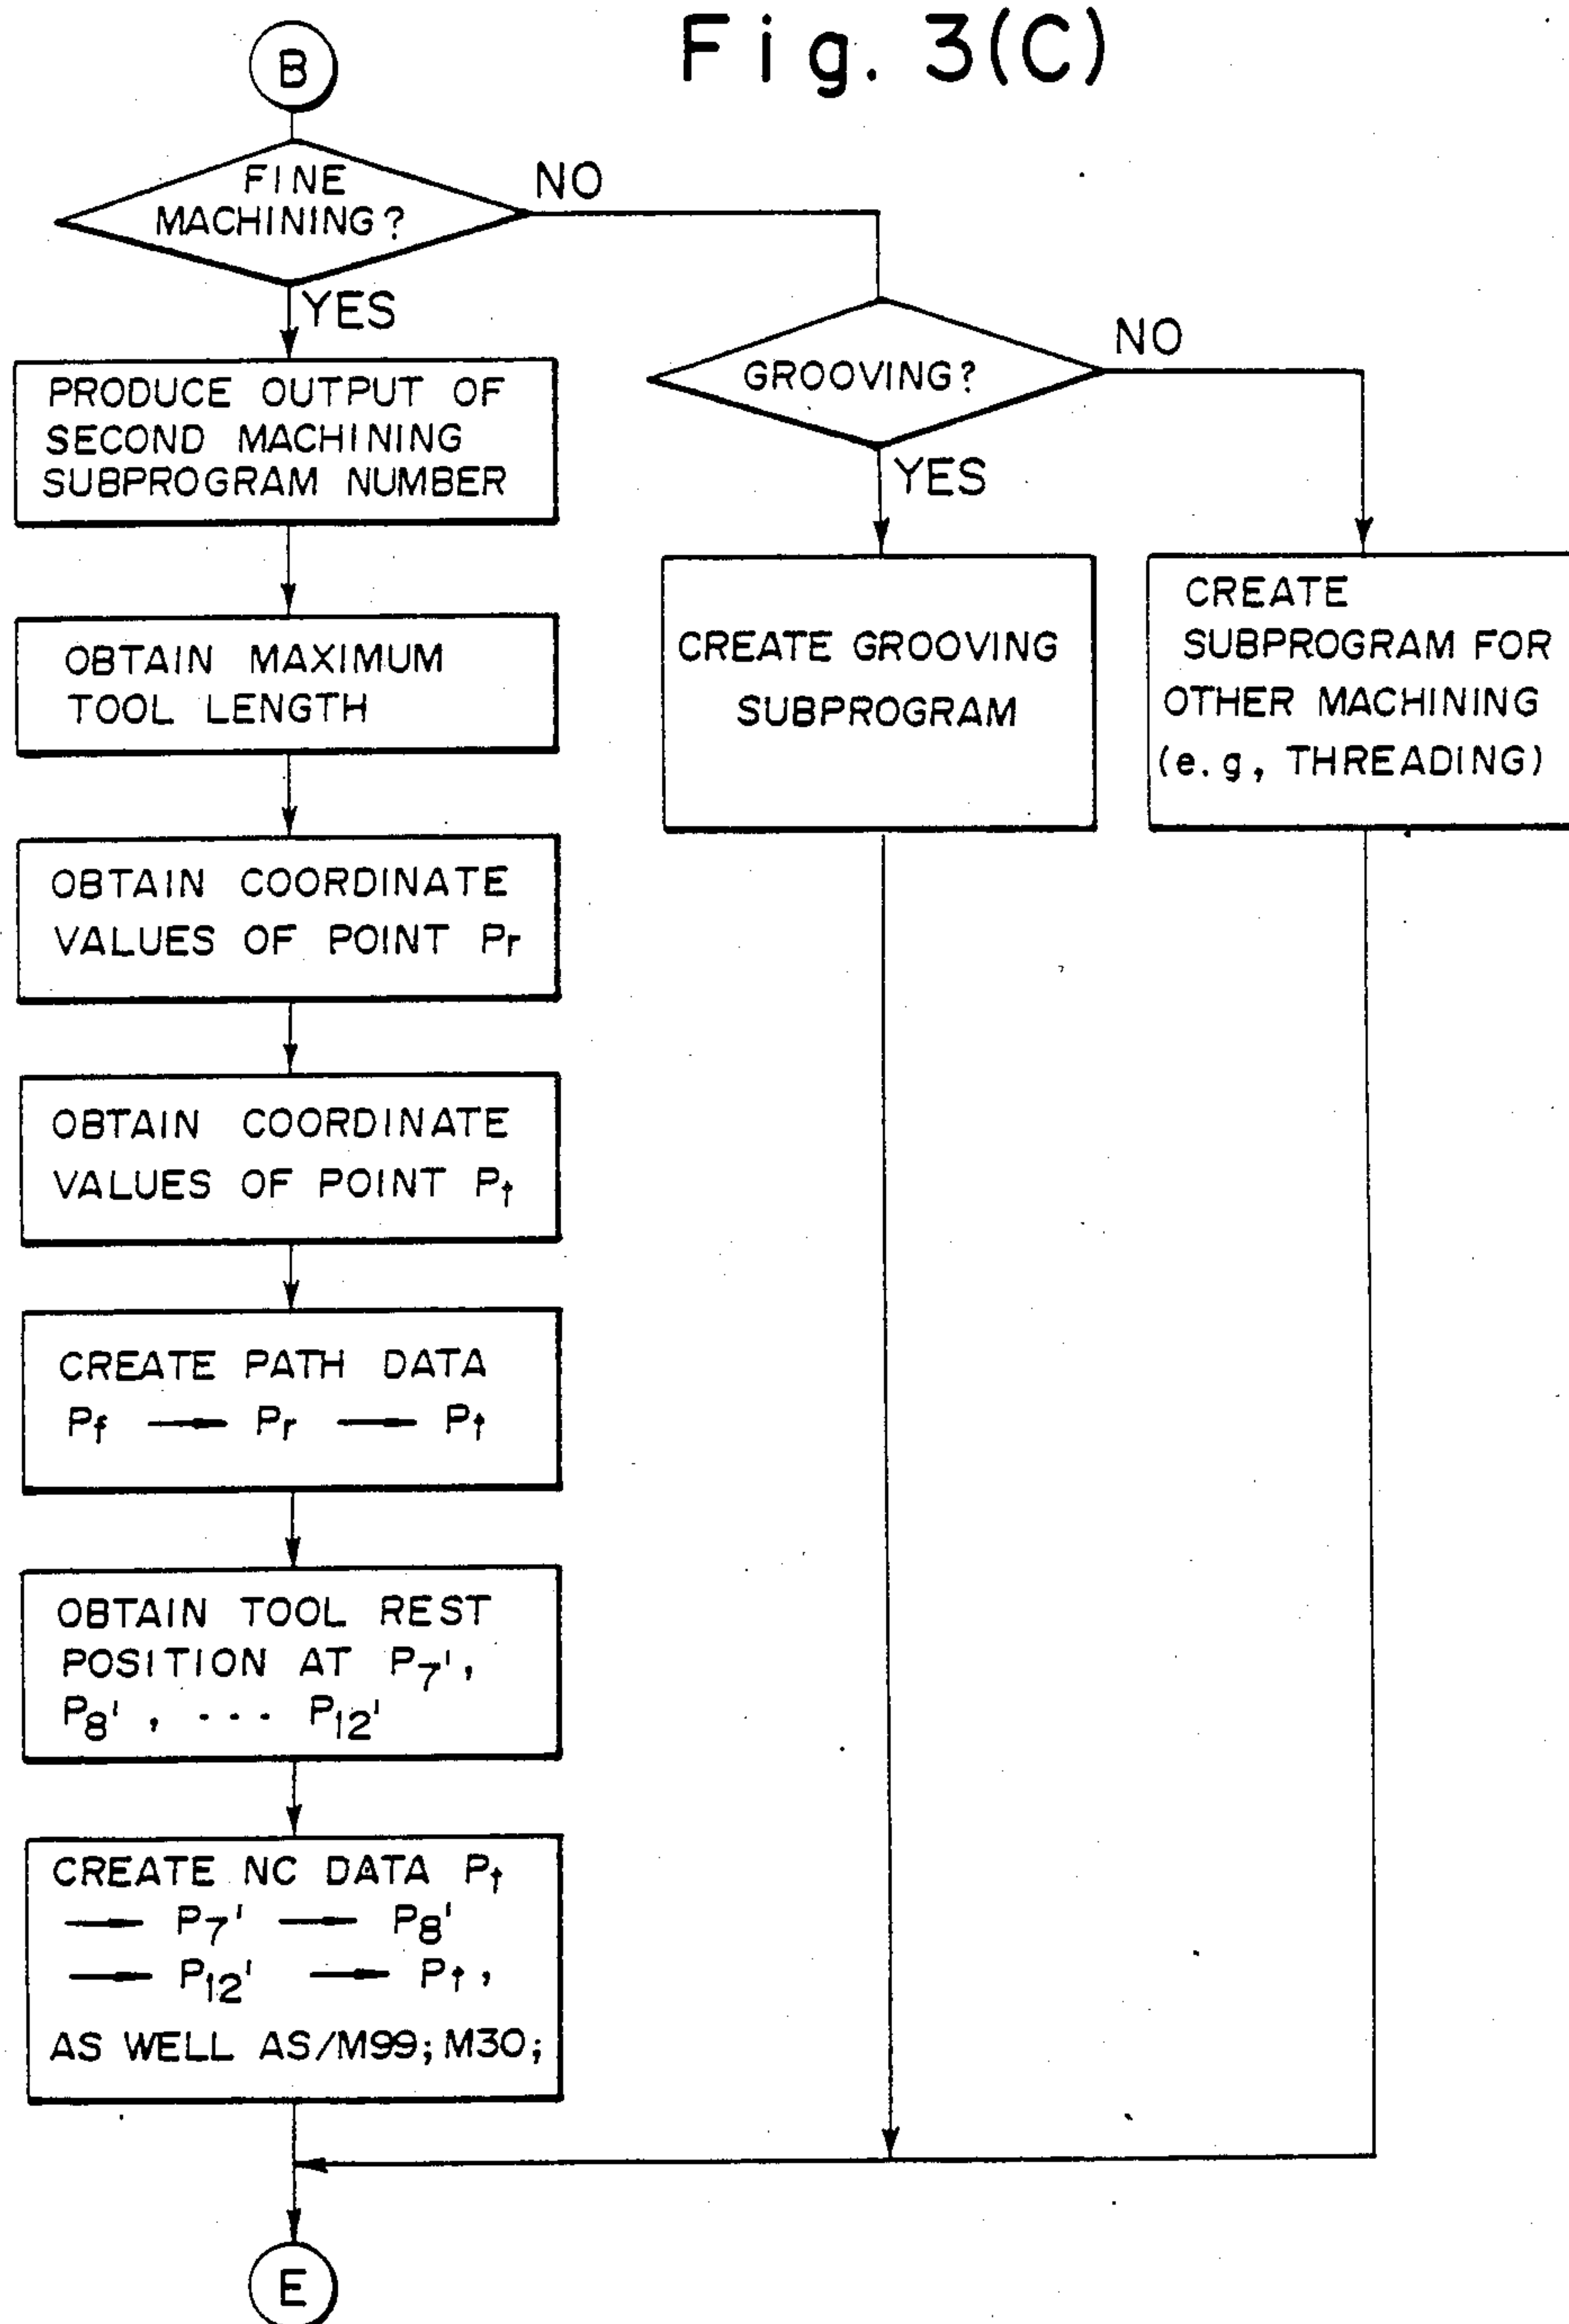 Fig. 3(C)
B
FINE
MACHINING?
NO
YES
PRODUCE OUTPUT OF
SECOND MACHINING
SUBPROGRAM NUMBER
OBTAIN MAXIMUM
TOOL LENGTH
OBTAIN COORDINATE
VALUES OF POINT Pr
OBTAIN COORDINATE
VALUES OF POINT Pt
CREATE PATH DATA
Pf → Pr → Pt
OBTAIN TOOL REST
POSITION AT P7',
P8', --- P12'
CREATE NC DATA Pt
→ P7' → P8'
→ P12' → Pt,
AS WELL AS/M99; M30;
GROOVING?
NO
YES
CREATE GROOVING
SUBPROGRAM
CREATE
SUBPROGRAM FOR
OTHER MACHINING
(e.g, THREADING)
E